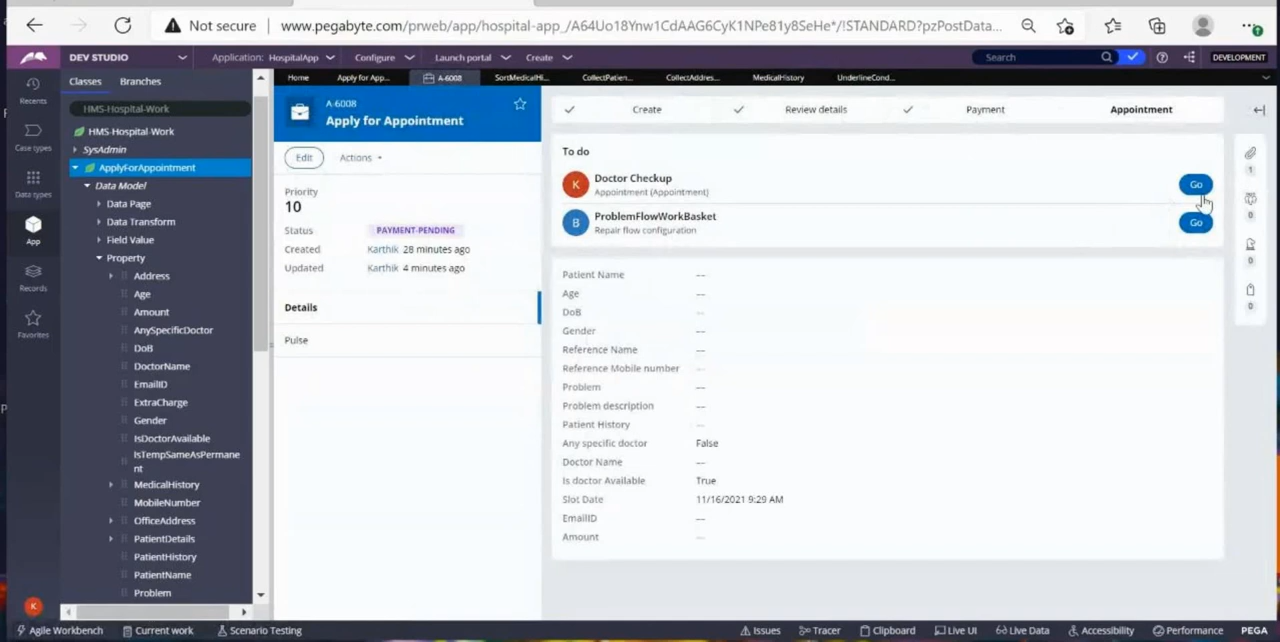 Not secure
www.pegabyte.com/prweb/app/hospital-app_/A64Uo18Ynw1CdAAG6CyK1NPe81y8SeHe*/!STANDARD?pzPostData...
DEV STUDIO
Application: HospitalApp
Configure
Launch portal
Create
Search
DEVELOPMENT
Recents
Case types
Data types
App
Records
Favorites
K
Classes
Branches
HMS-Hospital-Work
HMS-Hospital-Work
SysAdmin
ApplyForAppointment
Data Model
Data Page
Data Transform
Field Value
Property
Address
Age
Amount
AnySpecificDoctor
DoB
DoctorName
EmailID
ExtraCharge
Gender
IsDoctorAvailable
IsTempSameAsPermane
nt
MedicalHistory
MobileNumber
OfficeAddress
PatientDetails
PatientHistory
PatientName
Problem
Home
Apply for App...
A-6008
SortMedicalHi...
CollectPatien...
CollectAddres...
MedicalHistory
UnderlineCond...
A-6008
Apply for Appointment
Edit
Actions
Priority
10
Status PAYMENT-PENDING
Created Karthik 28 minutes ago
Updated Karthik 4 minutes ago
Details
Pulse
Create
Review details
Payment
Appointment
To do
K
Doctor Checkup
Appointment (Appointment)
Go
B
ProblemFlowWorkBasket
Repair flow configuration
Go
Patient Name --
Age --
DoB --
Gender --
Reference Name --
Reference Mobile number --
Problem --
Problem description --
Patient History --
Any specific doctor False
Doctor Name --
Is doctor Available True
Slot Date 11/16/2021 9:29 AM
EmailID --
Amount --
1
0
0
0
Agile Workbench
Current work
Scenario Testing
Issues
Tracer
Clipboard
Live UI
Live Data
Accessibility
Performance
PEGA